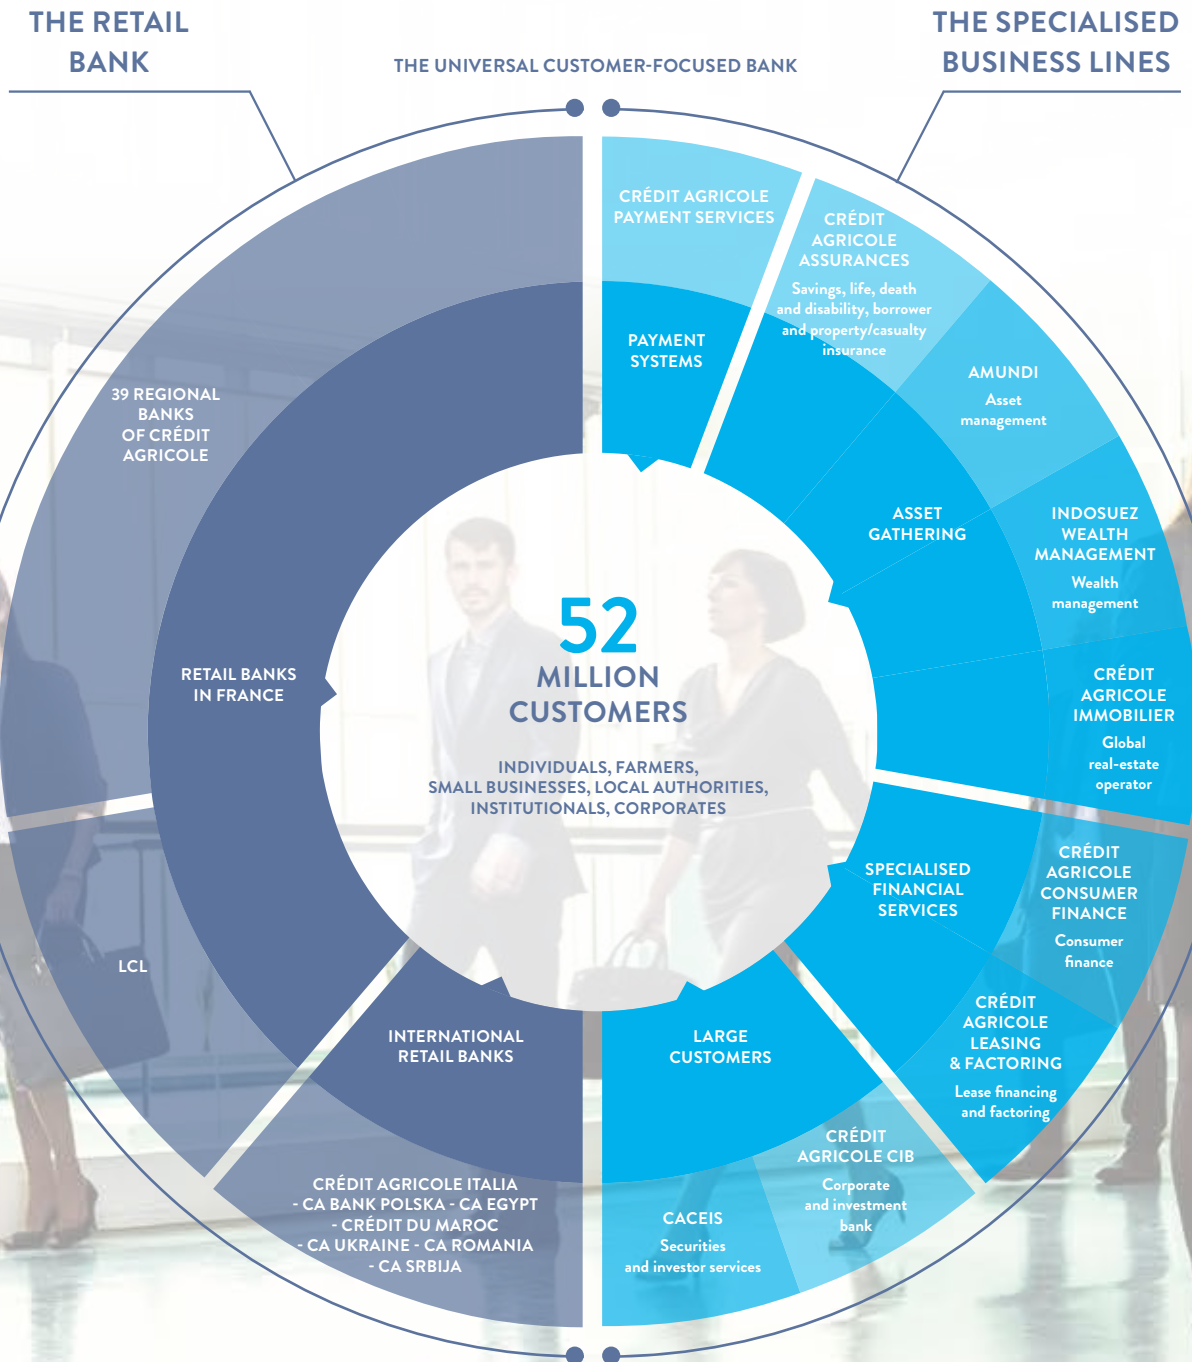 THE RETAIL
BANK
THE UNIVERSAL CUSTOMER-FOCUSED BANK
THE SPECIALISED
BUSINESS LINES
CRÉDIT AGRICOLE
PAYMENT SERVICES
PAYMENT
SYSTEMS
CRÉDIT
AGRICOLE
ASSURANCES
Savings, life, death
and disability, borrower
and property/casualty
insurance
AMUNDI
Asset
management
ASSET
GATHERING
INDOSUEZ
WEALTH
MANAGEMENT
Wealth
management
CRÉDIT
AGRICOLE
IMMOBILIER
Global
real-estate
operator
39 REGIONAL
BANKS
OF CRÉDIT
AGRICOLE
RETAIL BANKS
IN FRANCE
52
MILLION
CUSTOMERS
INDIVIDUALS, FARMERS,
SMALL BUSINESSES, LOCAL AUTHORITIES,
INSTITUTIONALS, CORPORATES
SPECIALISED
FINANCIAL
SERVICES
CRÉDIT
AGRICOLE
CONSUMER
FINANCE
Consumer
finance
CRÉDIT
AGRICOLE
LEASING
& FACTORING
Lease financing
and factoring
LCL
INTERNATIONAL
RETAIL BANKS
LARGE
CUSTOMERS
CRÉDIT AGRICOLE ITALIA
- CA BANK POLSKA - CA EGYPT
- CRÉDIT DU MAROC
- CA UKRAINE - CA ROMANIA
- CA SRBIJA
CACEIS
Securities
and investor services
CRÉDIT
AGRICOLE CIB
Corporate
and investment
bank